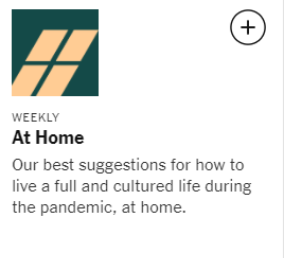 WEEKLY
At Home
Our best suggestions for how to
live a full and cultured life during
the pandemic, at home.